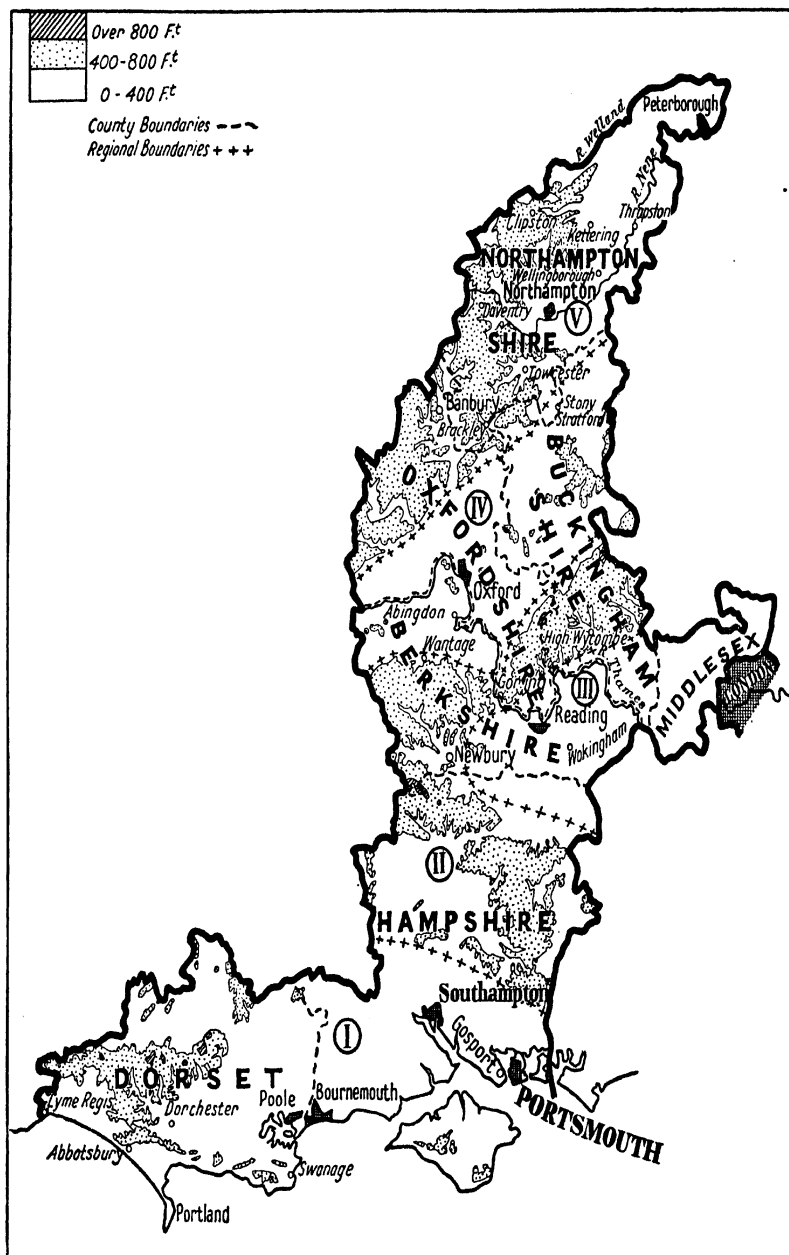 Over 800 F.t
400-800 F.t
0 - 400 F.t
County Boundaries
Regional Boundaries + + +
Peterborough
R. Welland
R. Nene
Thrapston
Clipston
Kettering
NORTHAMPTON
Wellingborough
Northampton
Daventry
V
SHIRE
Towcester
Banbury
Stony
Stratford
Brackley
BUCKINGHAM
SHIRE
OXFORDSHIRE
IV
Oxford
Abingdon
BERKSHIRE
Wantage
High Wycombe
Thames
MIDDLESEX
LONDON
Goring
III
Reading
Newbury
Wokingham
II
HAMPSHIRE
Southampton
I
Gosport
DORSET
Bournemouth
Poole
PORTSMOUTH
Lyme Regis
Dorchester
Abbotsbury
Swanage
Portland